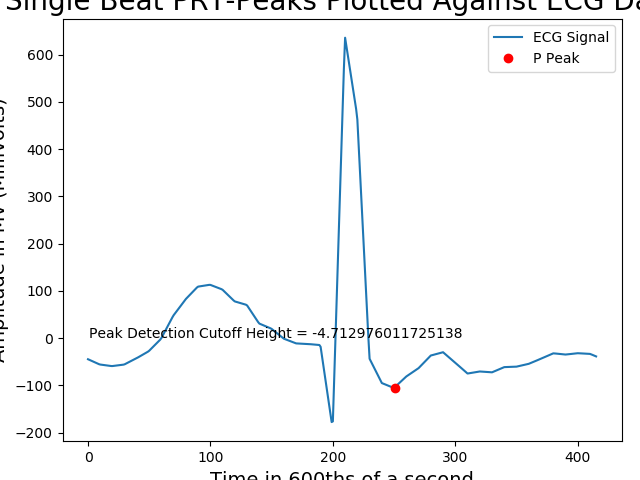 Single Beat PRT-Peaks Plotted Against ECG Da
ECG Signal
P Peak
Amplitude in MV (Millivolts)
600
500
400
300
200
100
0
−100
−200
Peak Detection Cutoff Height = -4.712976011725138
0 100 200 300 400
Time in 600ths of a second